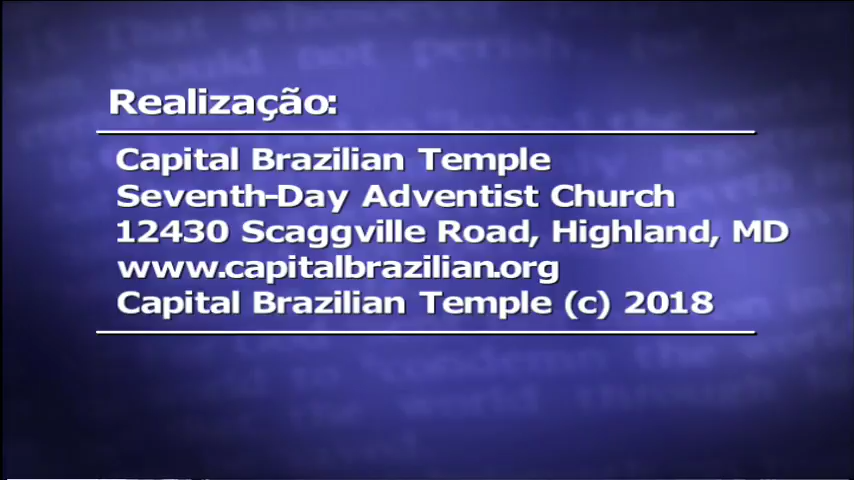 Realização:
Capital Brazilian Temple
Seventh-Day Adventist Church
12430 Scaggville Road, Highland, MD
www.capitalbrazilian.org
Capital Brazilian Temple (c) 2018